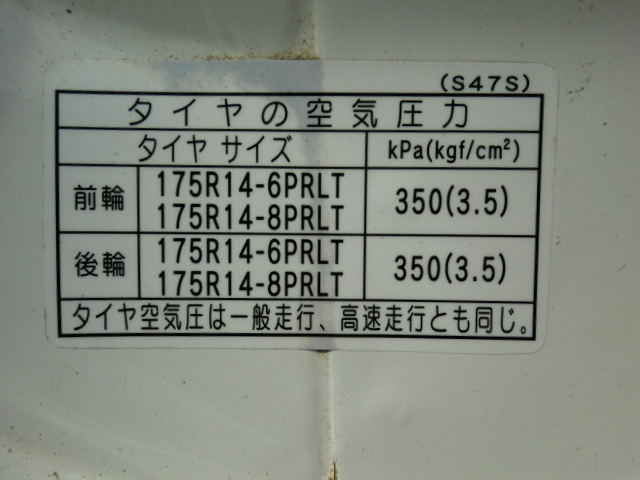 (S47S)
タイヤの空気圧力
タイヤ サイズ kPa(kgf/cm²)
前輪 175R14-6PRLT 350(3.5)
175R14-8PRLT
後輪 175R14-6PRLT 350(3.5)
175R14-8PRLT
タイヤ空気圧は一般走行、高速走行とも同じ。